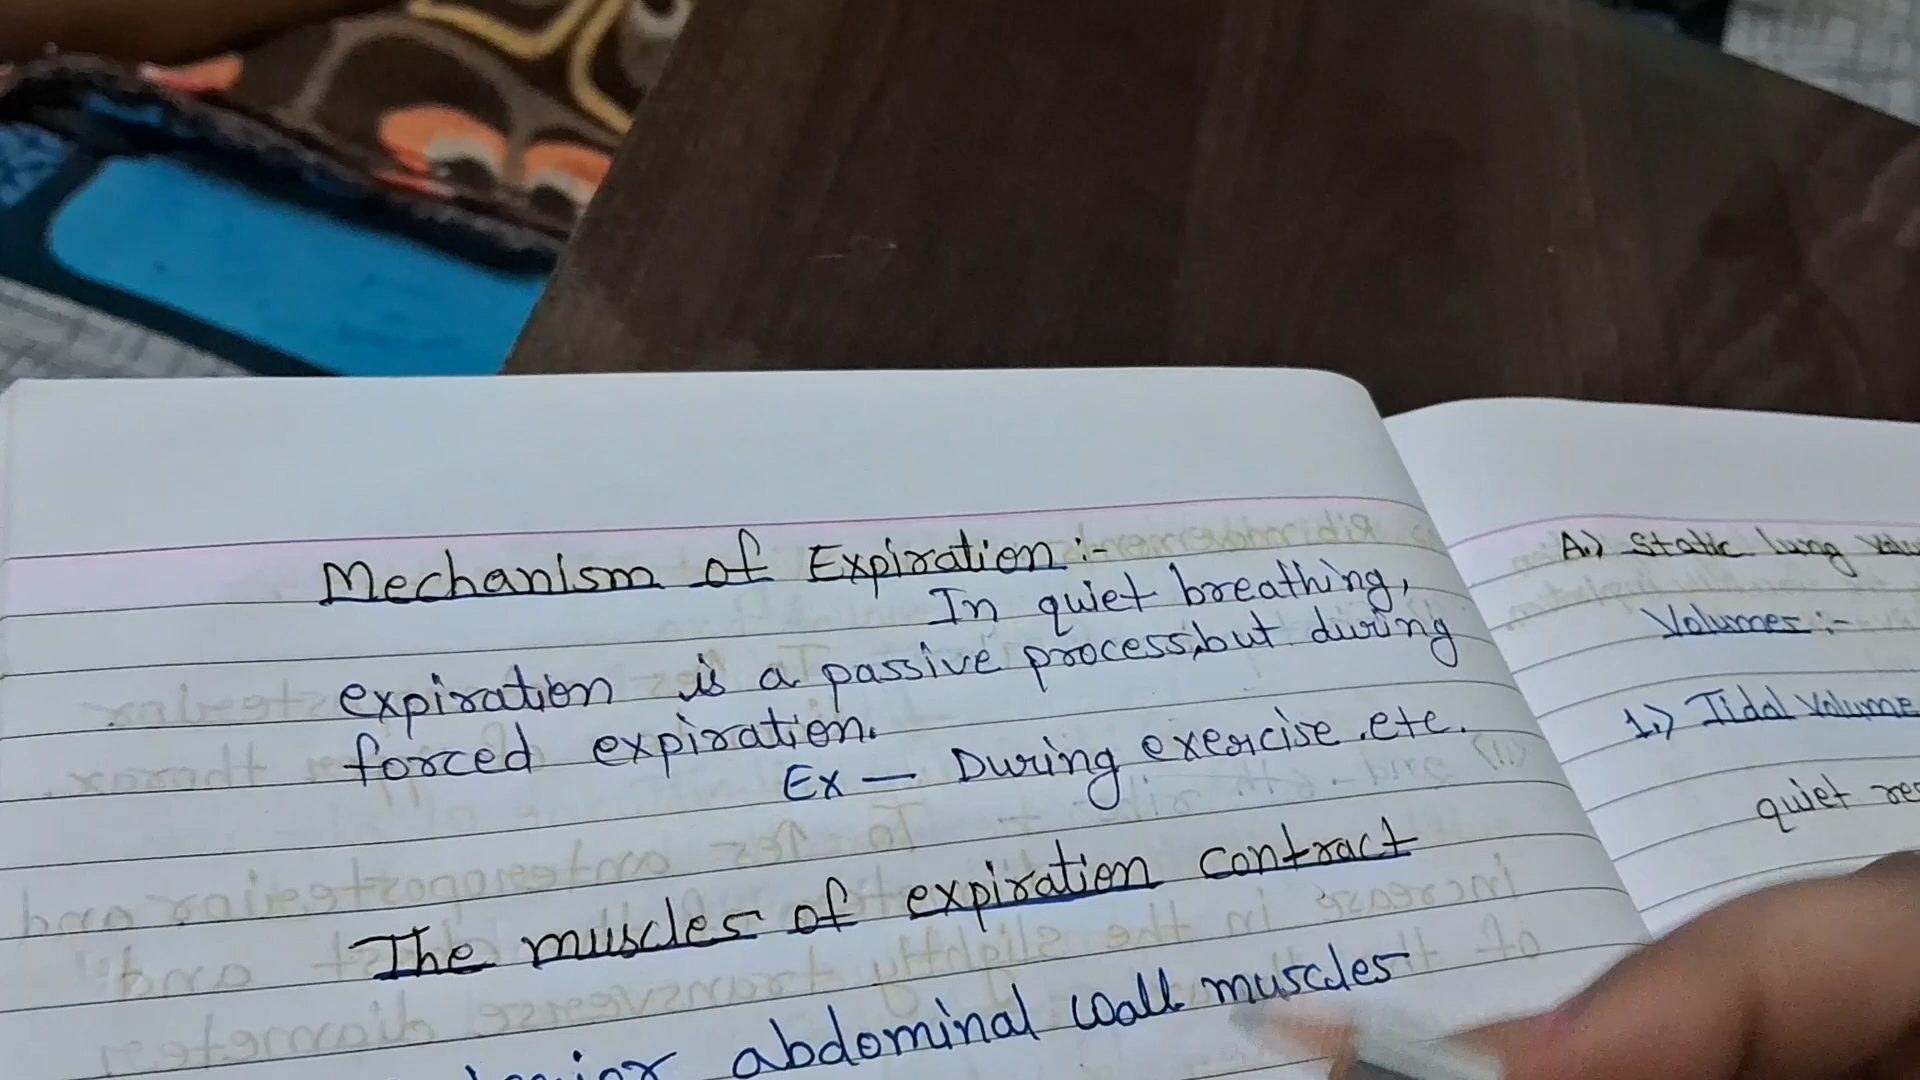 Mechanism of Expiration :-
In quiet breathing,
expiration is a passive process, but during
forced expiration.
Ex — During exercise. etc.
The muscles of expiration contract
abdominal wall muscles
A.) Static lung
Volumes :-
1.) Tidal Volume
quiet